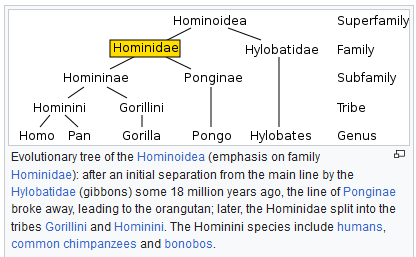 Hominoidea Superfamily
Hominidae Hylobatidae Family
Homininae Ponginae Subfamily
Hominini Gorillini Tribe
Homo Pan Gorilla Pongo Hylobates Genus
Evolutionary tree of the Hominoidea (emphasis on family
Hominidae): after an initial separation from the main line by the
Hylobatidae (gibbons) some 18 million years ago, the line of Ponginae
broke away, leading to the orangutan; later, the Hominidae split into the
tribes Gorillini and Hominini. The Hominini species include humans,
common chimpanzees and bonobos.